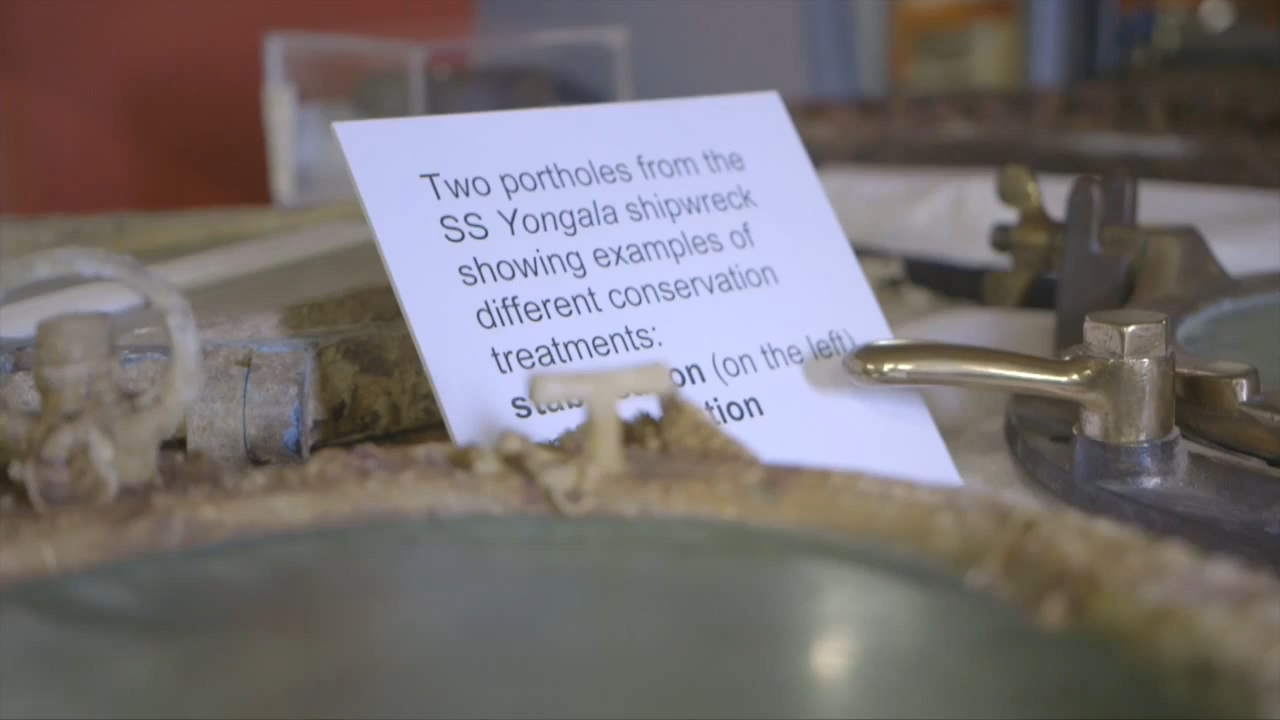 Two portholes from the
SS Yongala shipwreck
showing examples of
different conservation
treatments:
(on the left)